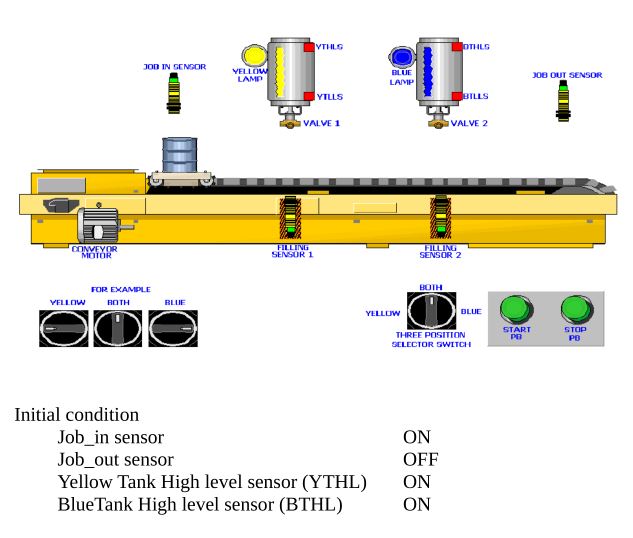 JOB IN SENSOR
YELLOW
LAMP
YTHLS
YTLLS
VALVE 1
BLUE
LAMP
BTHLS
BTLLS
VALVE 2
JOB OUT SENSOR
CONVEYOR
MOTOR
FILLING
SENSOR 1
FILLING
SENSOR 2
FOR EXAMPLE
YELLOW BOTH BLUE
BOTH
YELLOW BLUE
THREE POSITION
SELECTOR SWITCH
START
PB
STOP
PB
Initial condition
Job_in sensor ON
Job_out sensor OFF
Yellow Tank High level sensor (YTHL) ON
BlueTank High level sensor (BTHL) ON